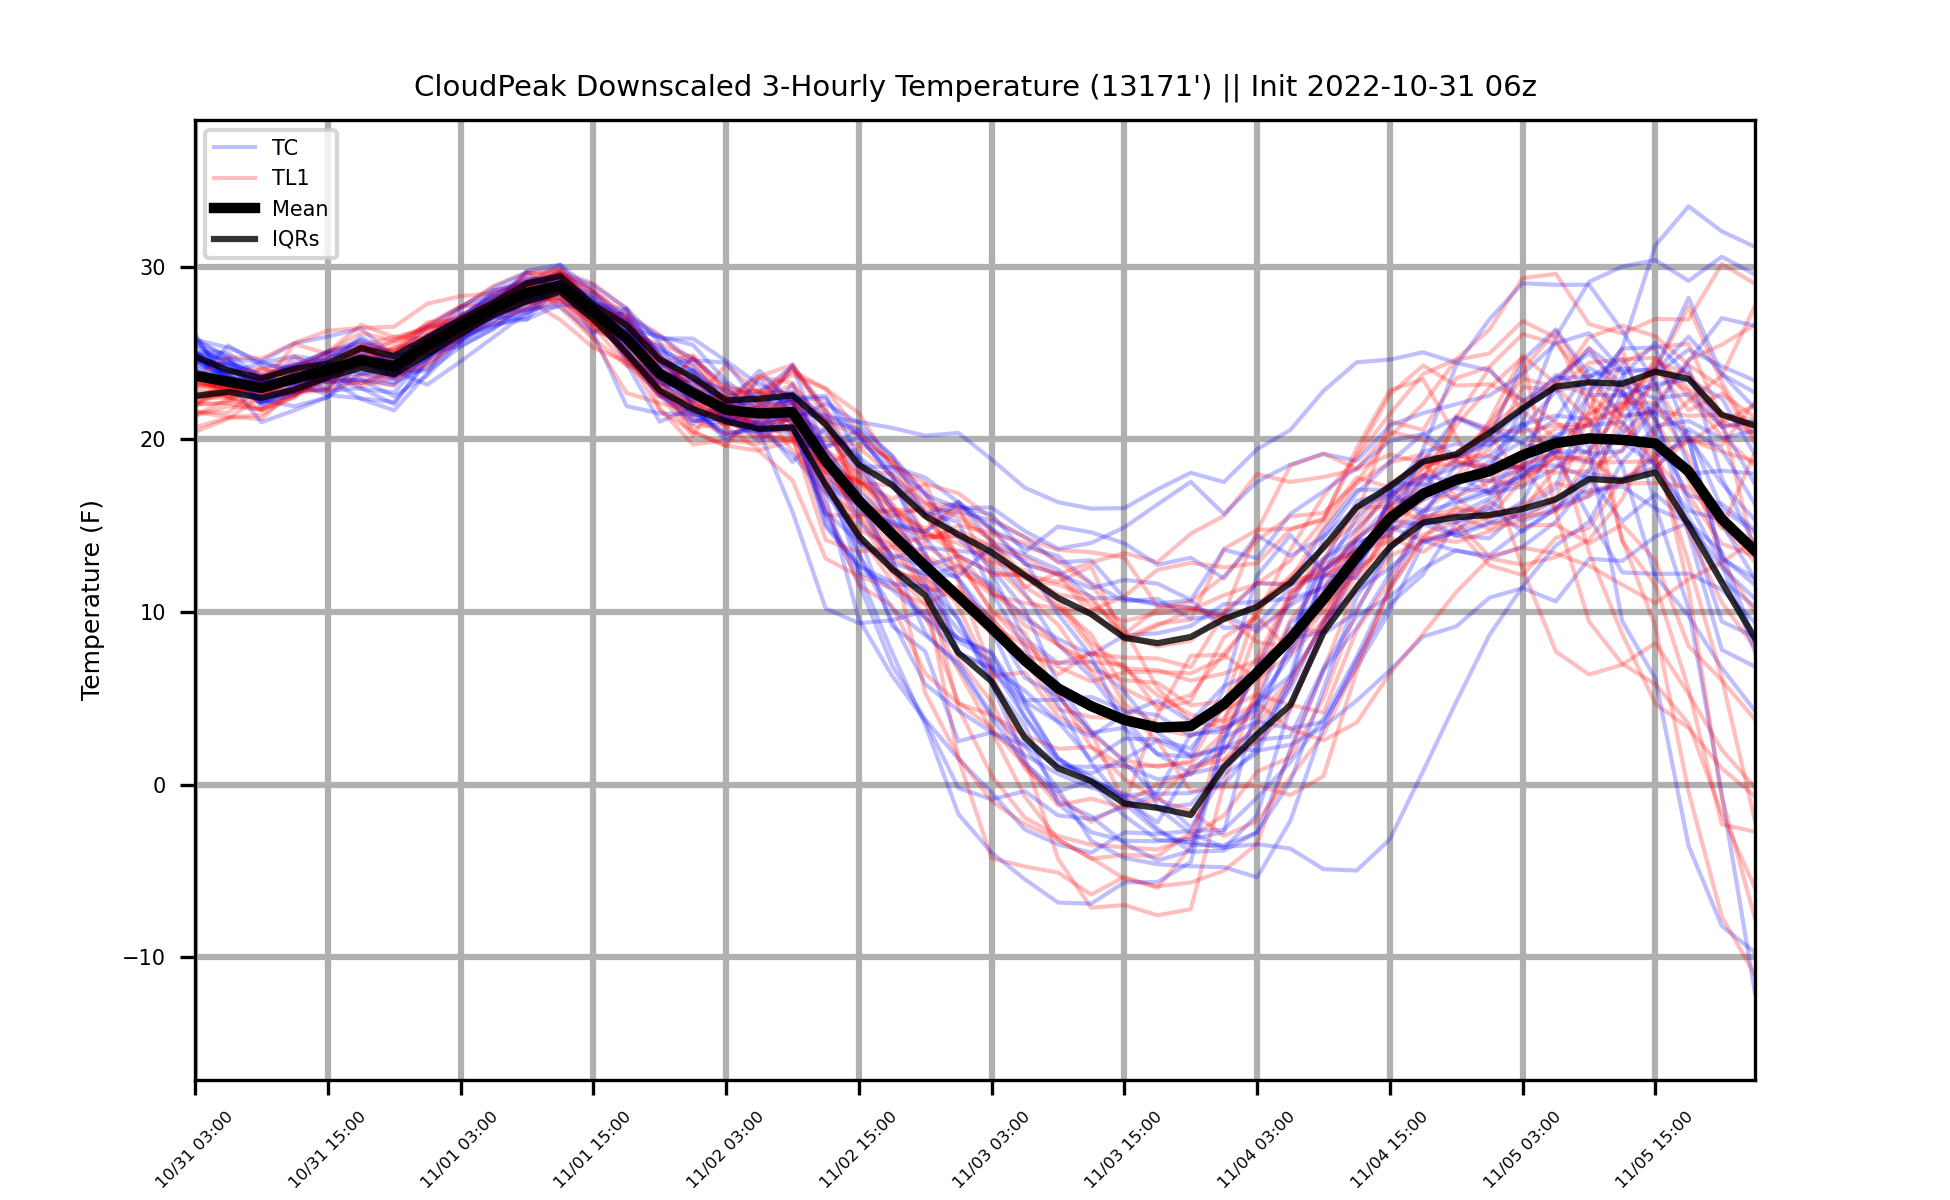 CloudPeak Downscaled 3-Hourly Temperature (13171') || Init 2022-10-31 06z
TC
TL1
Mean
IQRs
Temperature (F)
30
20
10
0
−10
10/31 03:00
10/31 15:00
11/01 03:00
11/01 15:00
11/02 03:00
11/02 15:00
11/03 03:00
11/03 15:00
11/04 03:00
11/04 15:00
11/05 03:00
11/05 15:00